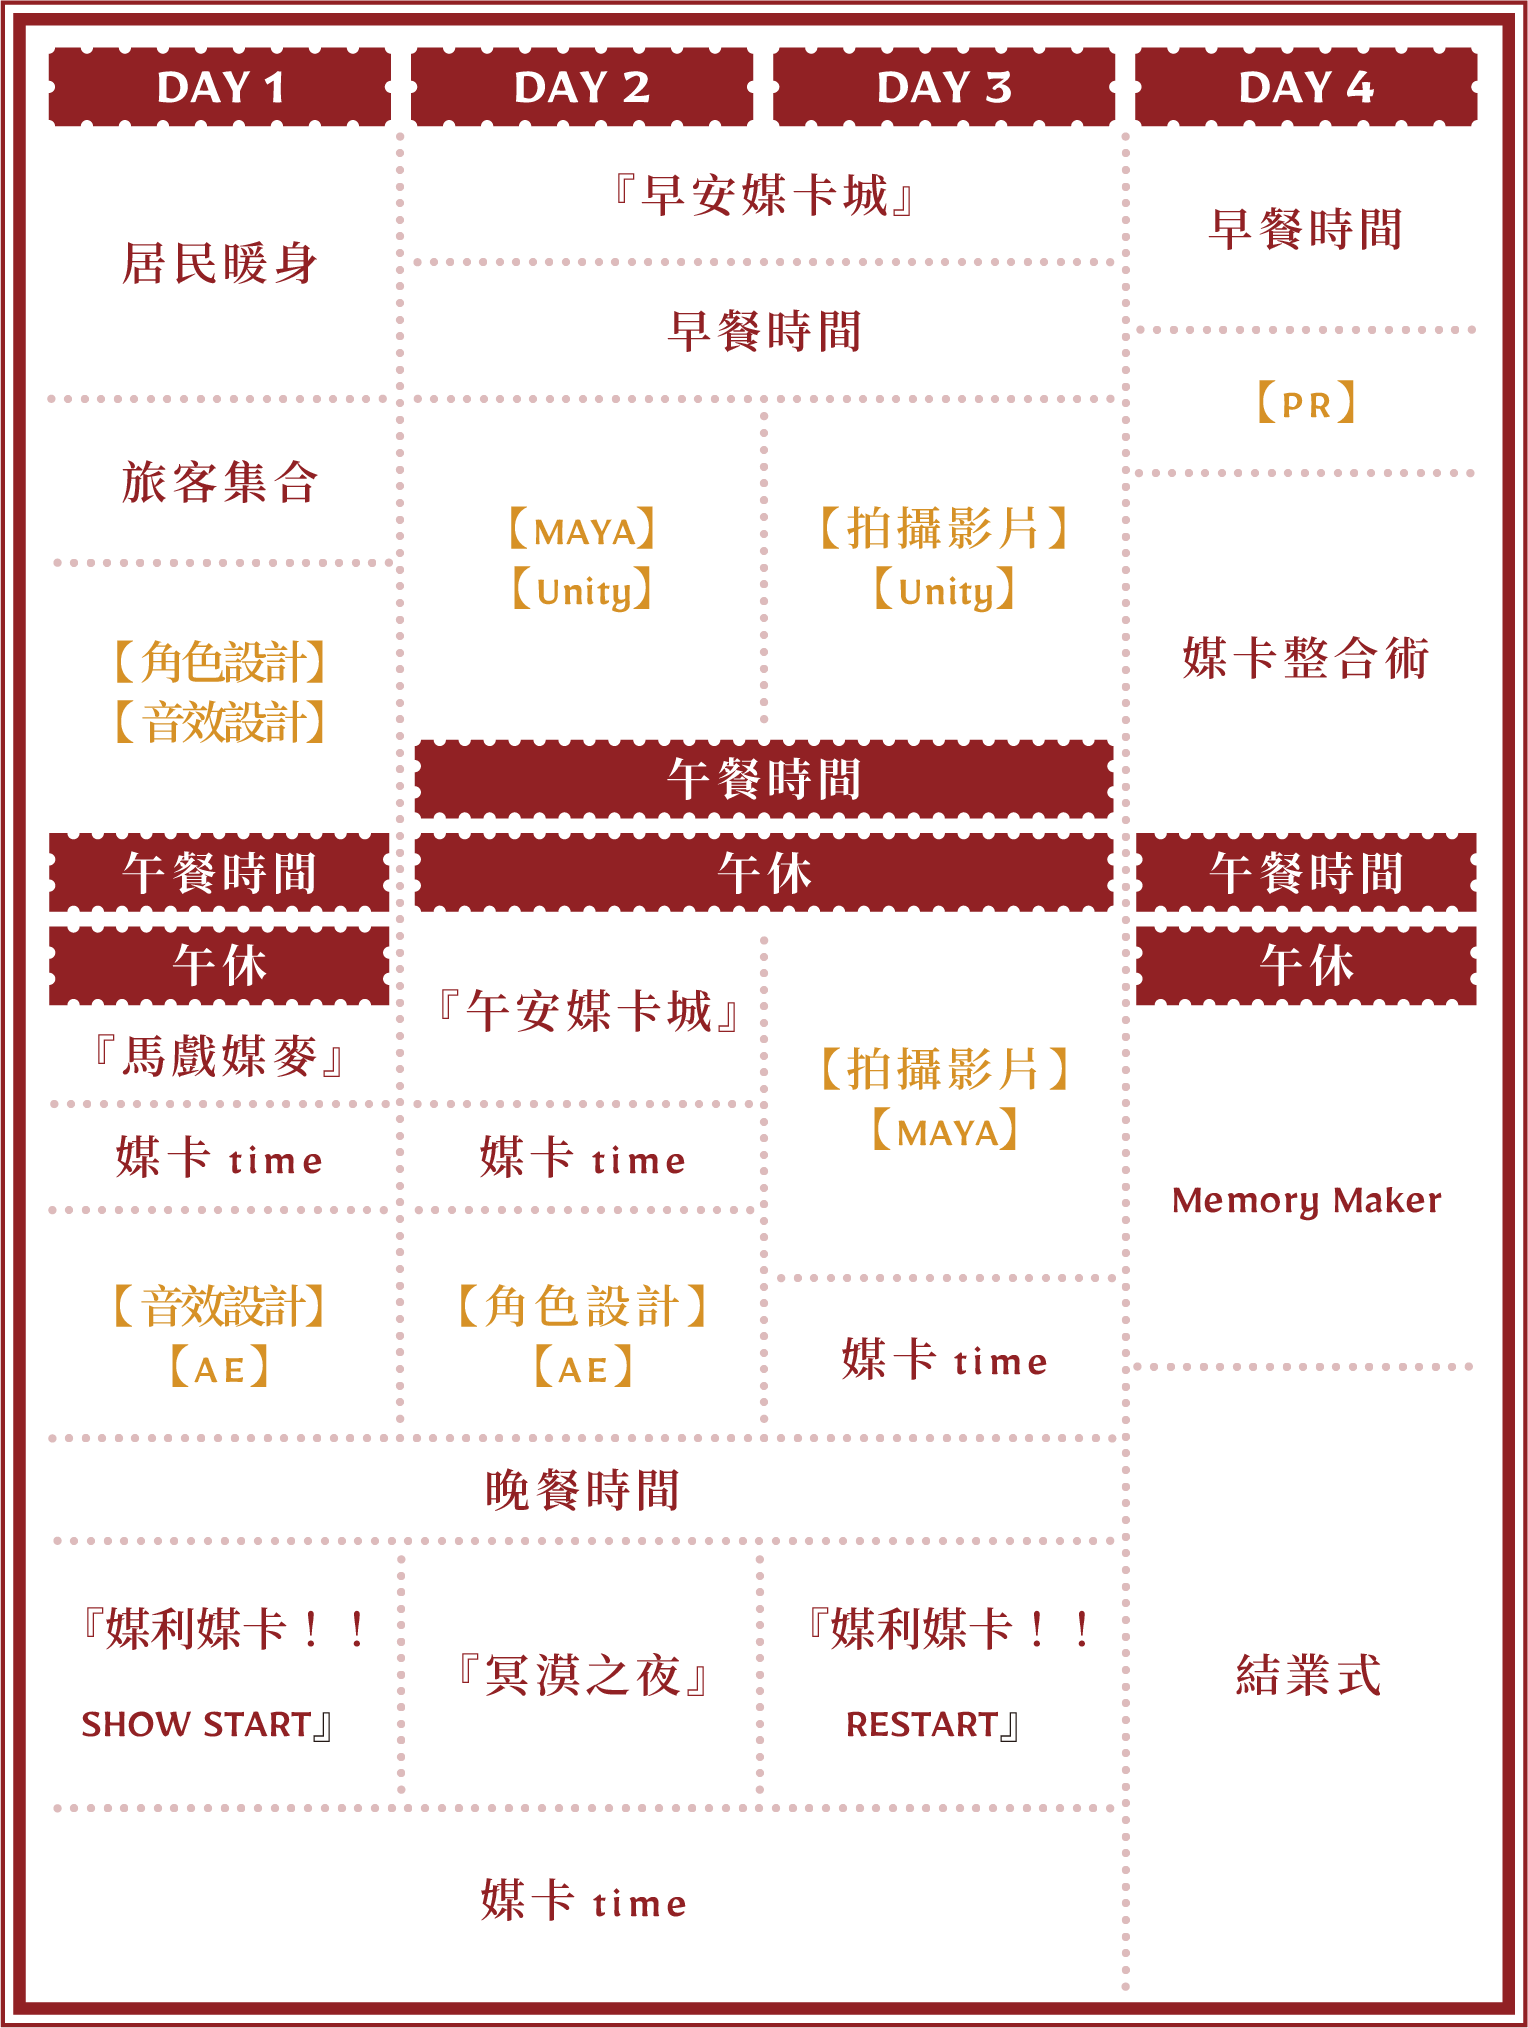 DAY 1
DAY 2
DAY 3
DAY 4
居民暖身
旅客集合
【角色設計】
【音效設計】
午餐時間
午休
『馬戲媒麥』
媒卡 time
【音效設計】
【AE】
『早安媒卡城』
早餐時間
【MAYA】
【Unity】
【拍攝影片】
【Unity】
午餐時間
午休
『午安媒卡城』
媒卡 time
【角色設計】
【AE】
【拍攝影片】
【MAYA】
媒卡 time
晚餐時間
『媒利媒卡！！
SHOW START』
『冥漠之夜』
『媒利媒卡！！
RESTART』
媒卡 time
早餐時間
【PR】
媒卡整合術
午餐時間
午休
Memory Maker
結業式